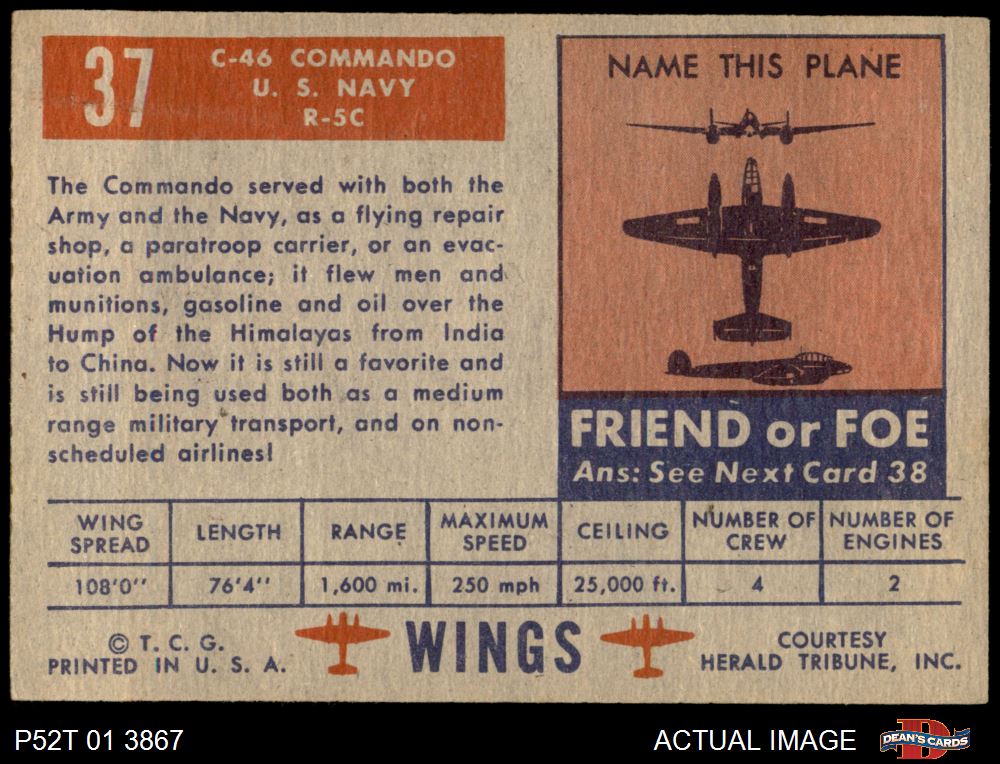 37
C-46 COMMANDO
U. S. NAVY
R-5C
The Commando served with both the
Army and the Navy, as a flying repair
shop, a paratroop carrier, or an evac-
uation ambulance; it flew men and
munitions, gasoline and oil over the
Hump of the Himalayas from India
to China. Now it is still a favorite and
is still being used both as a medium
range military transport, and on non-
scheduled airlines!
NAME THIS PLANE
FRIEND or FOE
Ans: See Next Card 38
WING SPREAD
LENGTH
RANGE
MAXIMUM SPEED
CEILING
NUMBER OF CREW
NUMBER OF ENGINES
108'0''
76'4''
1,600 mi.
250 mph
25,000 ft.
4
2
© T. C. G.
PRINTED IN U. S. A.
WINGS
COURTESY
HERALD TRIBUNE, INC.
P52T 01 3867
ACTUAL IMAGE
D
DEAN'S CARDS